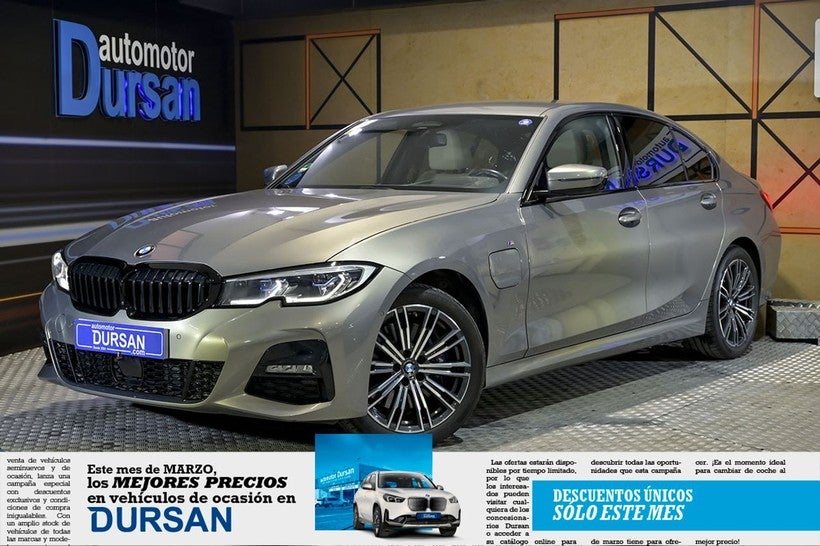 automotor
Dursan
automotor
DURSAN
automotor
DURSAN
.com
venta de vehículos
seminuevos y de
ocasión, lanza una
campaña especial
con descuentos
exclusivos y condi-
ciones de compra
inigualables. Con
un amplio stock de
vehículos de todas
las marcas y mode-
Este mes de MARZO,
los MEJORES PRECIOS
en vehículos de ocasión en
DURSAN
automotor Dursan
Las ofertas estarán dispo-
nibles por tiempo limitado,
por lo que
los interesa-
dos pueden
visitar cual-
quiera de los
concesiona-
rios Dursan
o acceder a
su catálogo
online para
descubrir todas las oportu-
nidades que esta campaña
de marzo tiene para ofre-
cer. ¡Es el momento ideal
para cambiar de coche al
mejor precio!
DESCUENTOS ÚNICOS
SÓLO ESTE MES